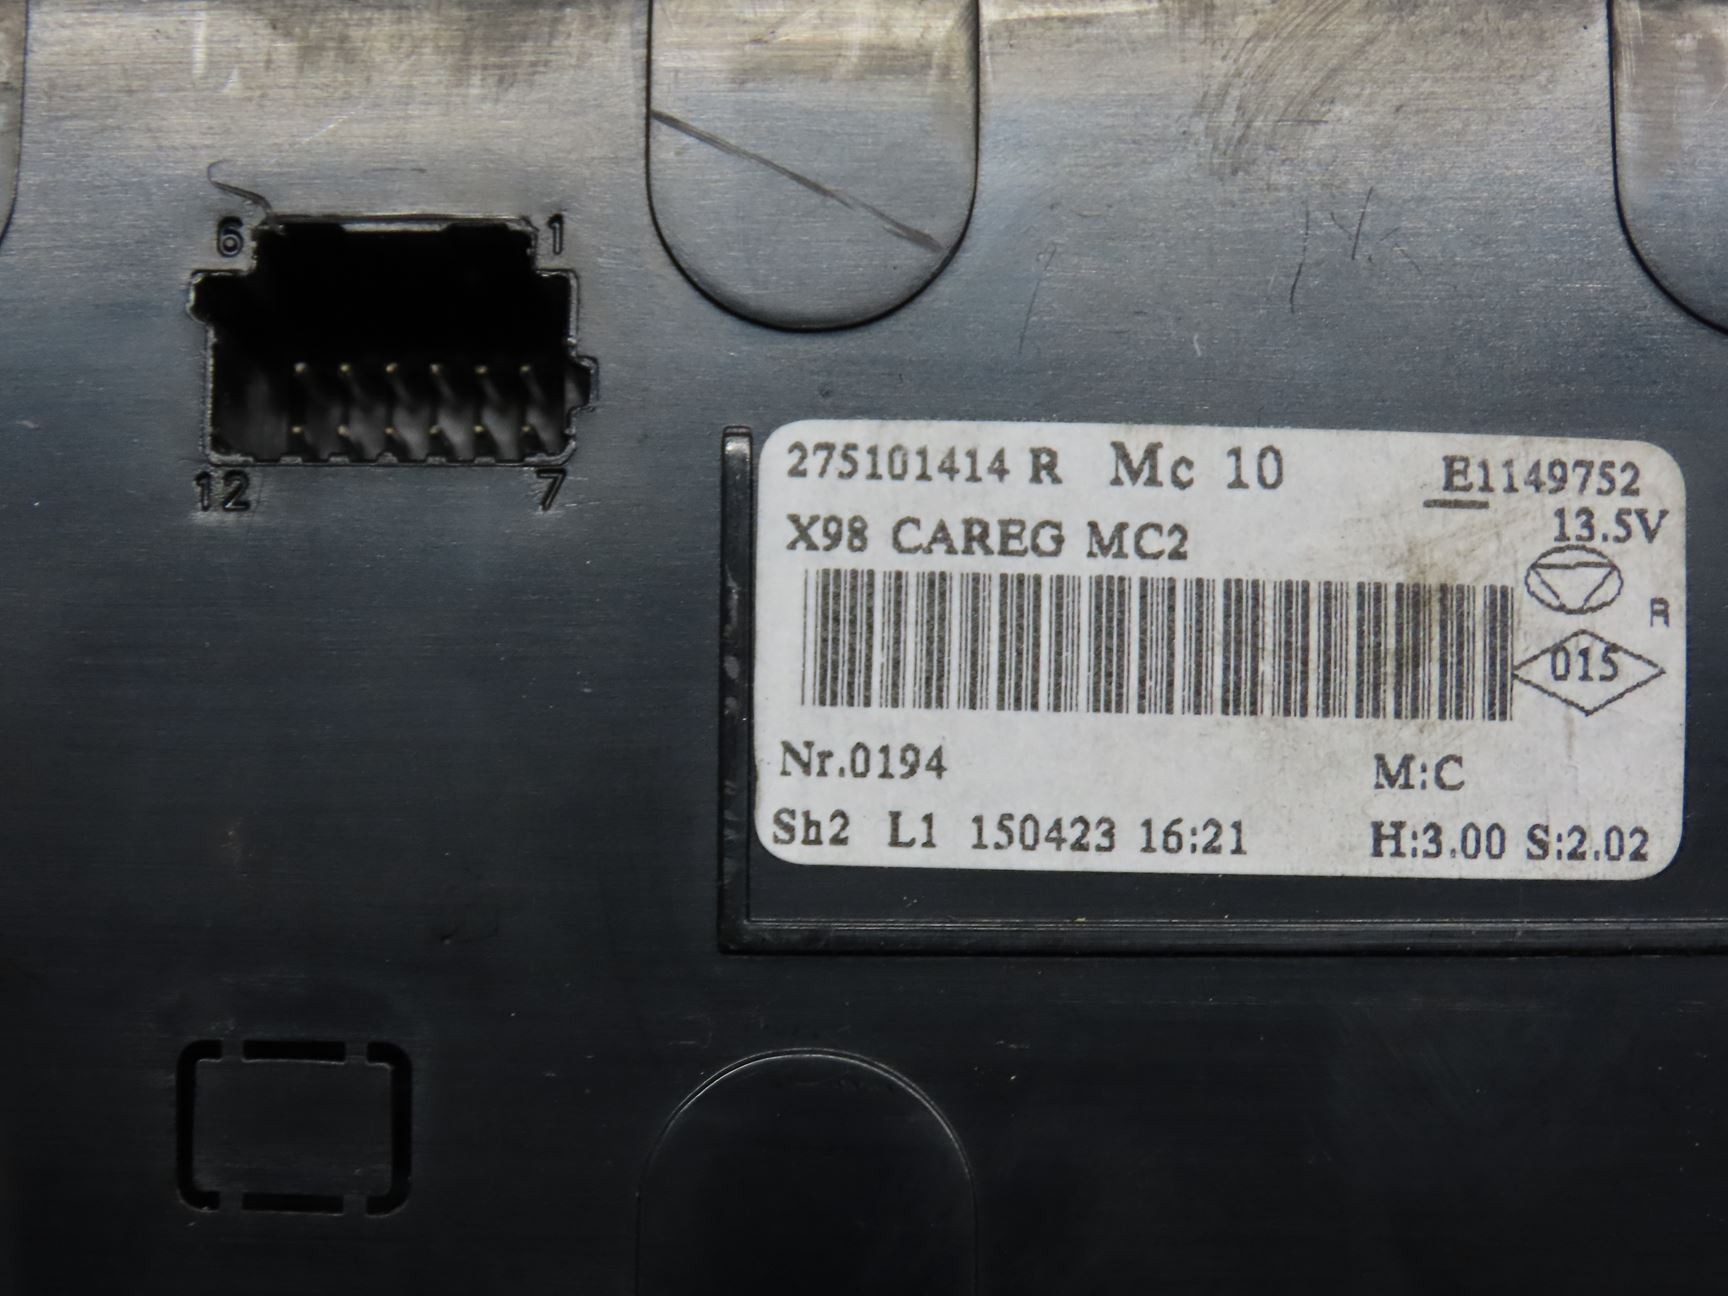 6 1
12 7
275101414 R Mc 10 E1149752
X98 CAREG MC2 13.5V
R
015
Nr.0194 M:C
Sh2 L1 150423 16:21 H:3.00 S:2.02